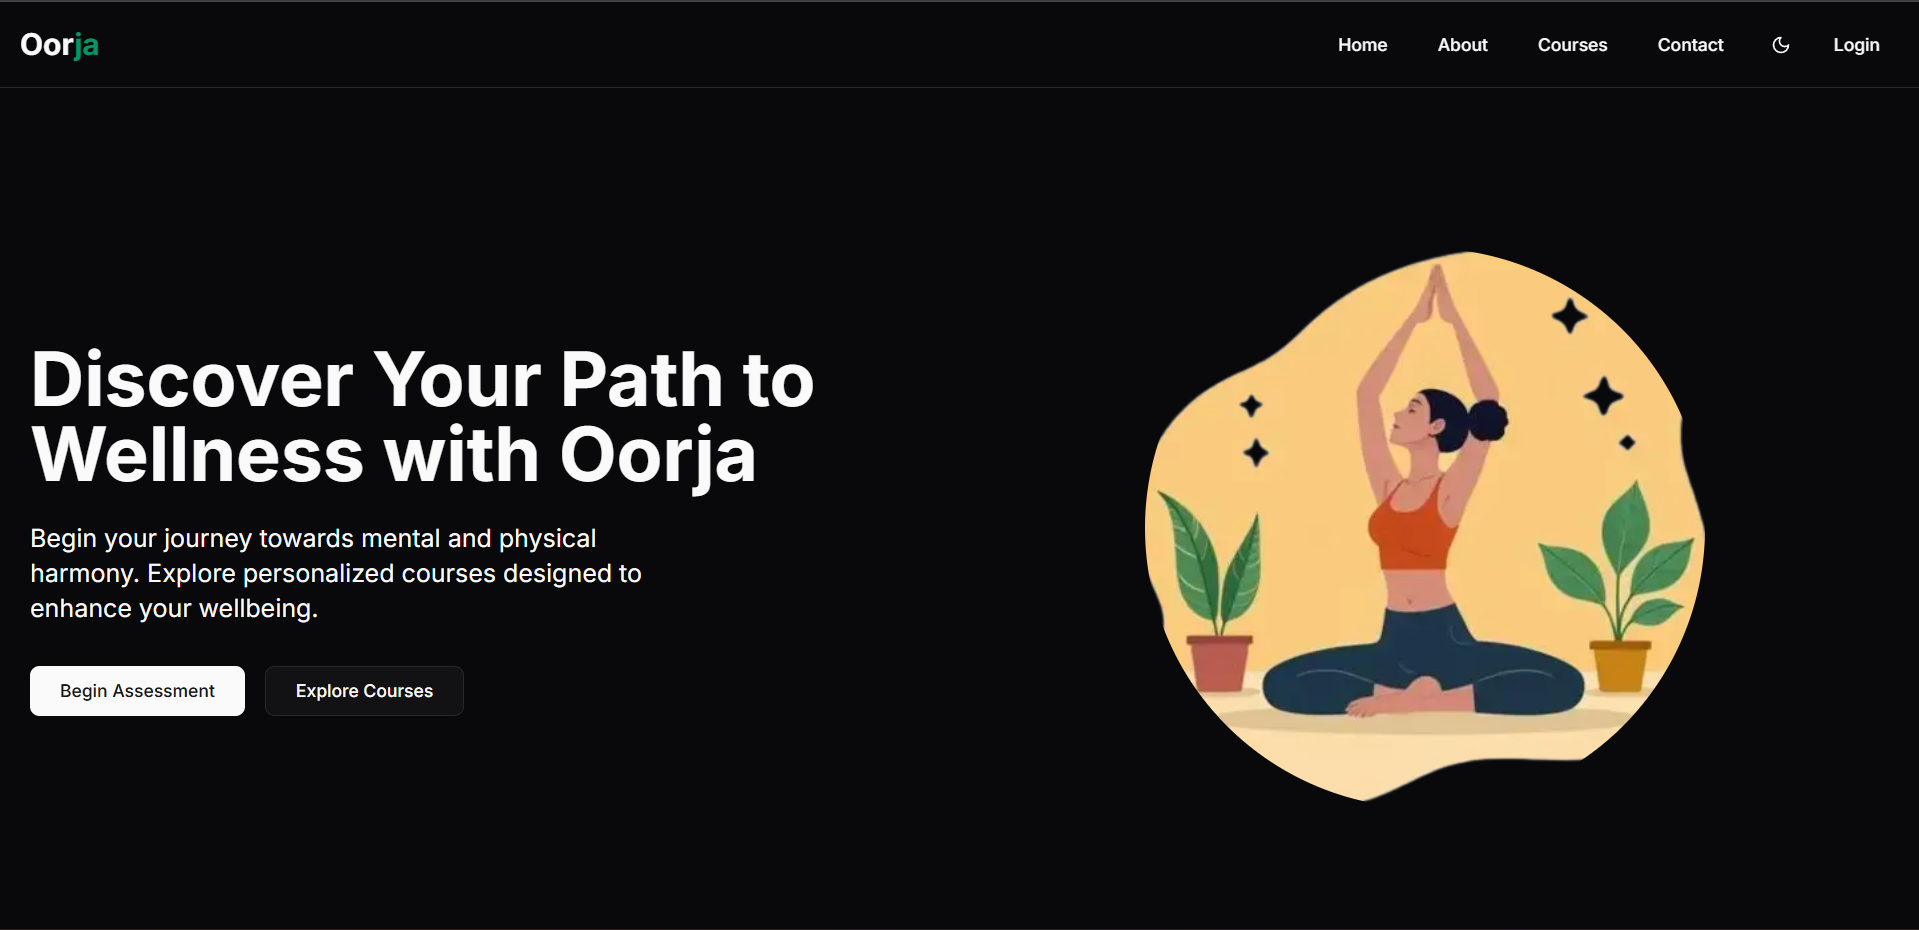 Oorja
Home About Courses Contact Login
Discover Your Path to
Wellness with Oorja
Begin your journey towards mental and physical
harmony. Explore personalized courses designed to
enhance your wellbeing.
Begin Assessment Explore Courses